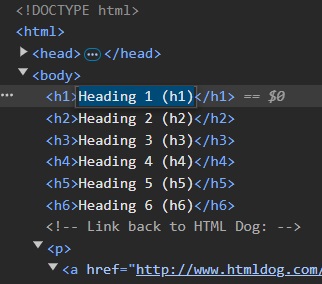 <!DOCTYPE html>
<html>
<head>…</head>
<body>
<h1>Heading 1 (h1)</h1> == $0
<h2>Heading 2 (h2)</h2>
<h3>Heading 3 (h3)</h3>
<h4>Heading 4 (h4)</h4>
<h5>Heading 5 (h5)</h5>
<h6>Heading 6 (h6)</h6>
<!-- Link back to HTML Dog: -->
<p>
<a href="http://www.htmldog.com/